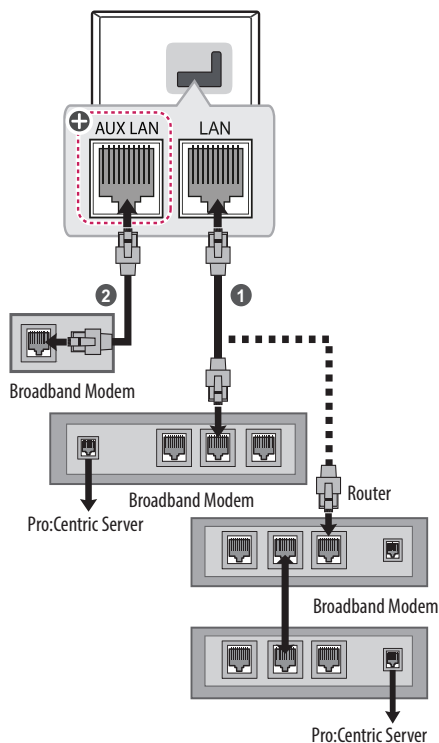 AUX LAN
LAN
2
1
Broadband Modem
Broadband Modem
Pro:Centric Server
Router
Broadband Modem
Pro:Centric Server